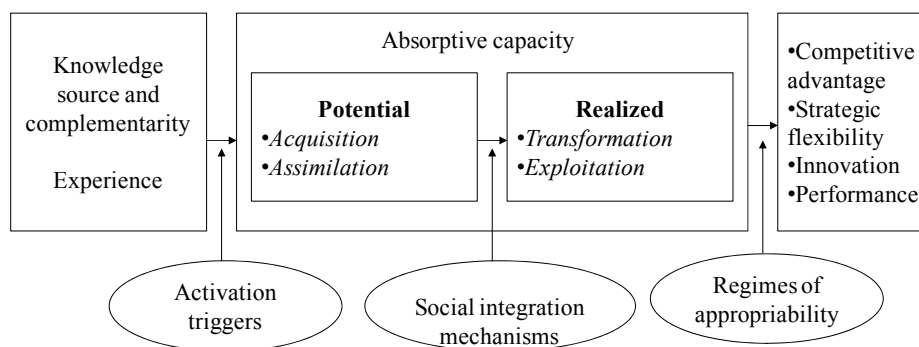 Knowledge
source and
complementarity
Experience
Absorptive capacity
Potential
•Acquisition
•Assimilation
Realized
•Transformation
•Exploitation
•Competitive
advantage
•Strategic
flexibility
•Innovation
•Performance
Activation
triggers
Social integration
mechanisms
Regimes of
appropriability